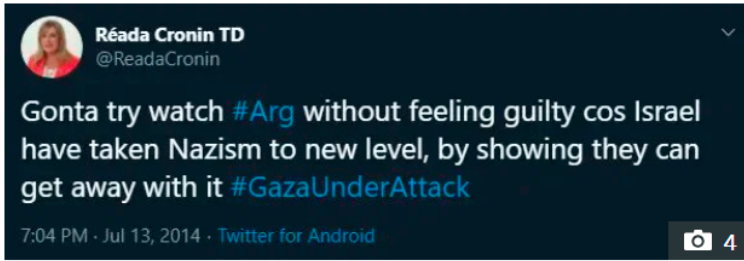 Réada Cronin TD
@ReadaCronin
Gonta try watch #Arg without feeling guilty cos Israel
have taken Nazism to new level, by showing they can
get away with it #GazaUnderAttack
7:04 PM · Jul 13, 2014 · Twitter for Android
4